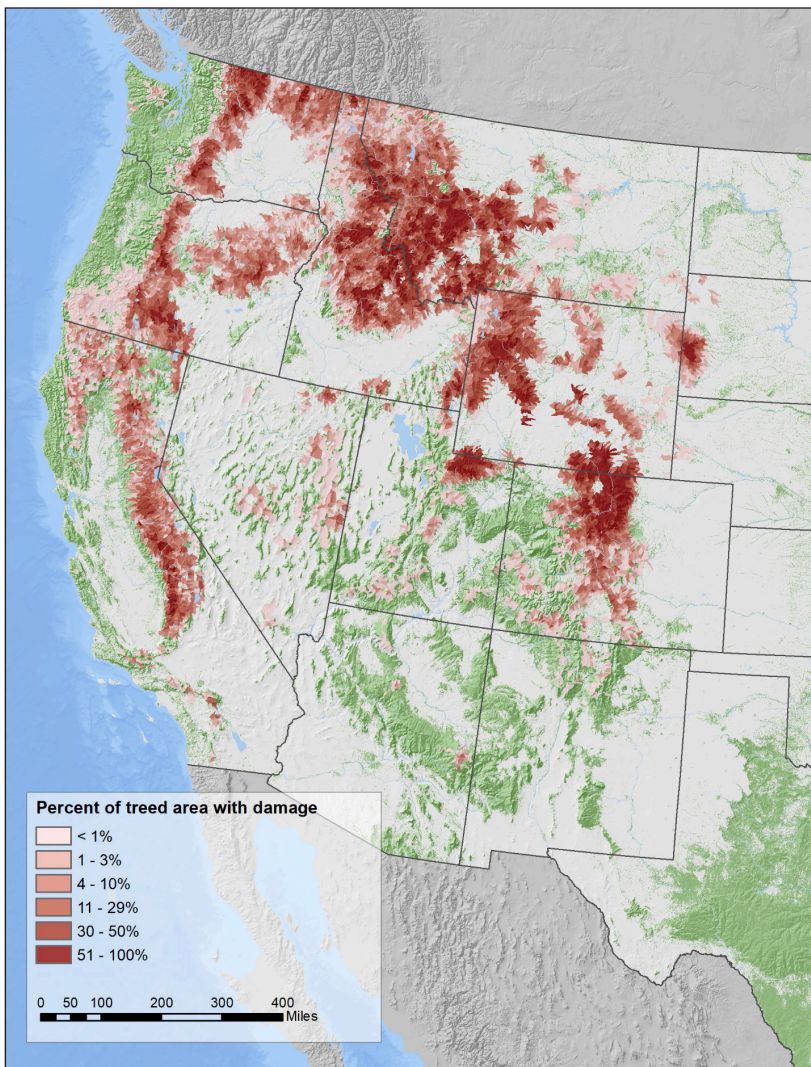 Percent of treed area with damage
< 1%
1 - 3%
4 - 10%
11 - 29%
30 - 50%
51 - 100%
0 50 100 200 300 400
Miles